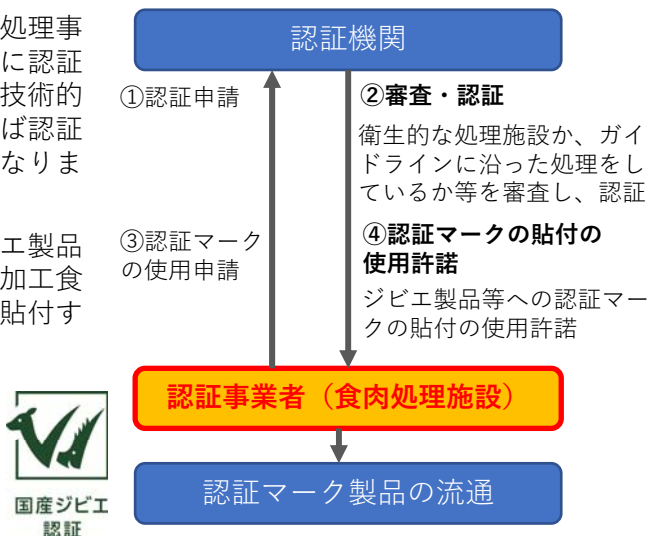 処理事
に認証
技術的
ば認証
なりま
エ製品
加工食
貼付す
認証機関
①認証申請
②審査・認証
衛生的な処理施設か、ガイ
ドラインに沿った処理をし
ているか等を審査し、認証
③認証マーク
の使用申請
④認証マークの貼付の
使用許諾
ジビエ製品等への認証マー
クの貼付の使用許諾
認証事業者（食肉処理施設）
認証マーク製品の流通
国産ジビエ
認証